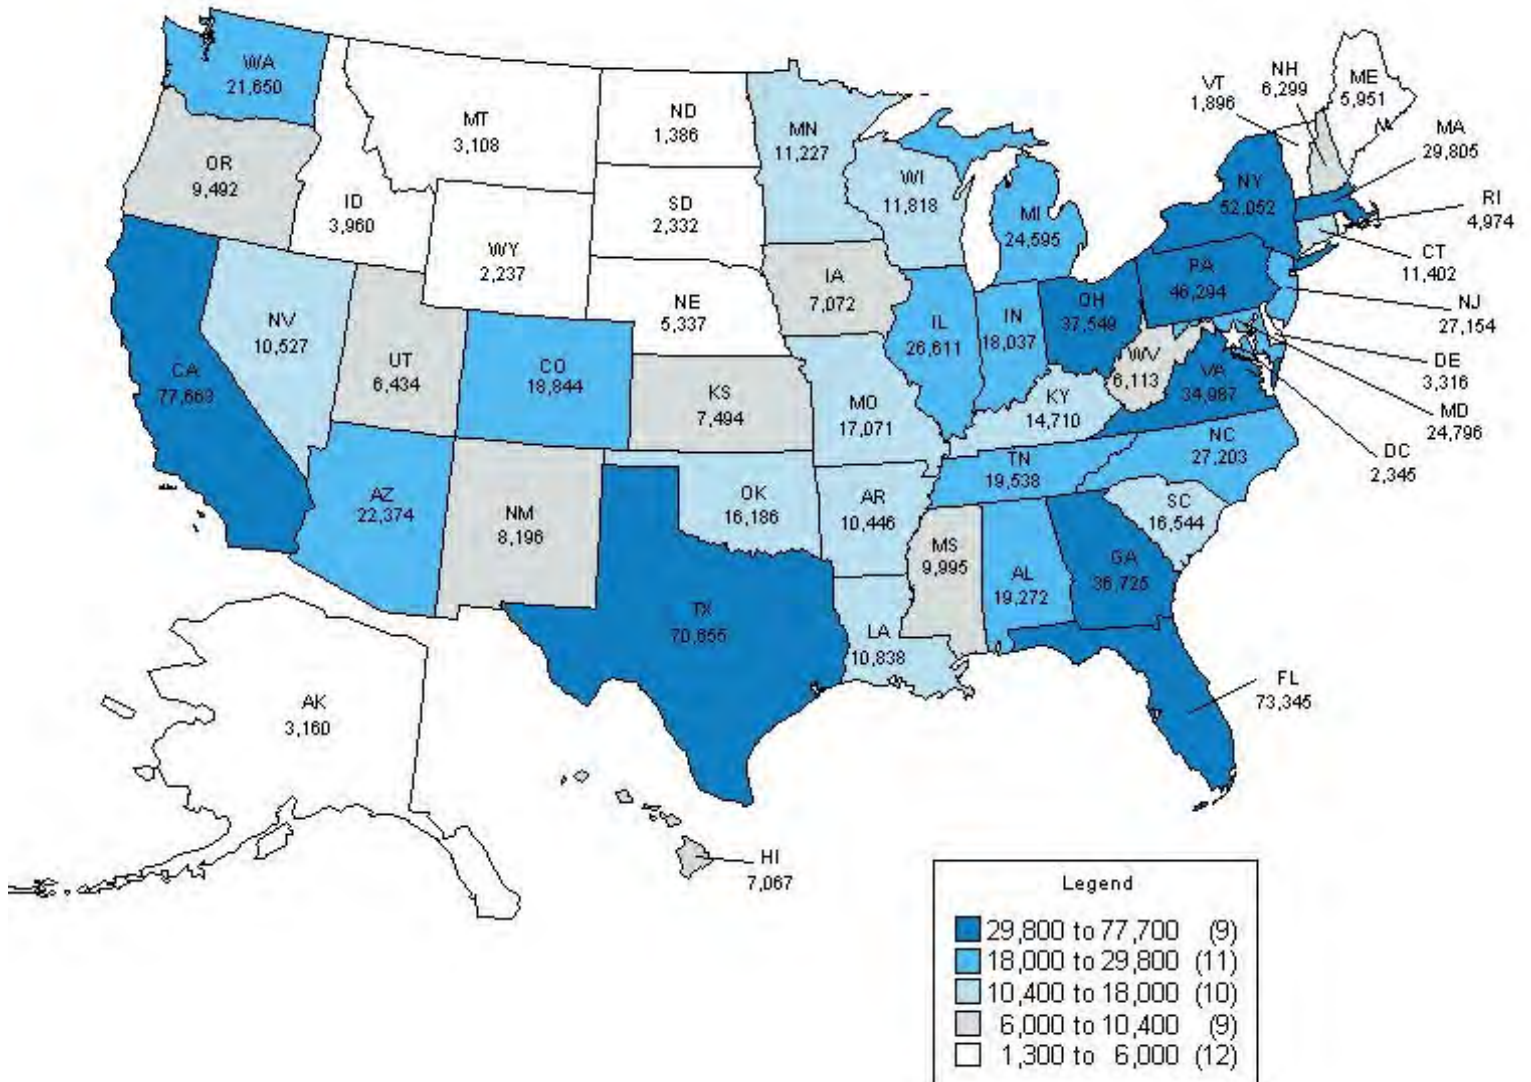 WA
21,650
OR
9,492
CA
77,669
ID
3,960
NV
10,527
MT
3,108
WY
2,237
UT
6,434
AZ
22,374
CO
18,844
NM
8,196
ND
1,386
SD
2,332
NE
5,337
KS
7,494
OK
16,186
TX
70,655
MN
11,227
IA
7,072
MO
17,071
AR
10,446
LA
10,838
WI
11,818
IL
26,611
MI
24,595
IN
18,037
OH
37,549
KY
14,710
TN
19,538
MS
9,995
AL
19,272
GA
36,725
FL
73,345
SC
16,544
NC
27,203
WV
6,113
VA
34,987
PA
46,294
NY
52,052
VT
1,896
NH
6,299
ME
5,951
MA
29,805
RI
4,974
CT
11,402
NJ
27,154
DE
3,316
MD
24,796
DC
2,345
AK
3,160
HI
7,067
Legend
29,800 to 77,700 (9)
18,000 to 29,800 (11)
10,400 to 18,000 (10)
6,000 to 10,400 (9)
1,300 to 6,000 (12)